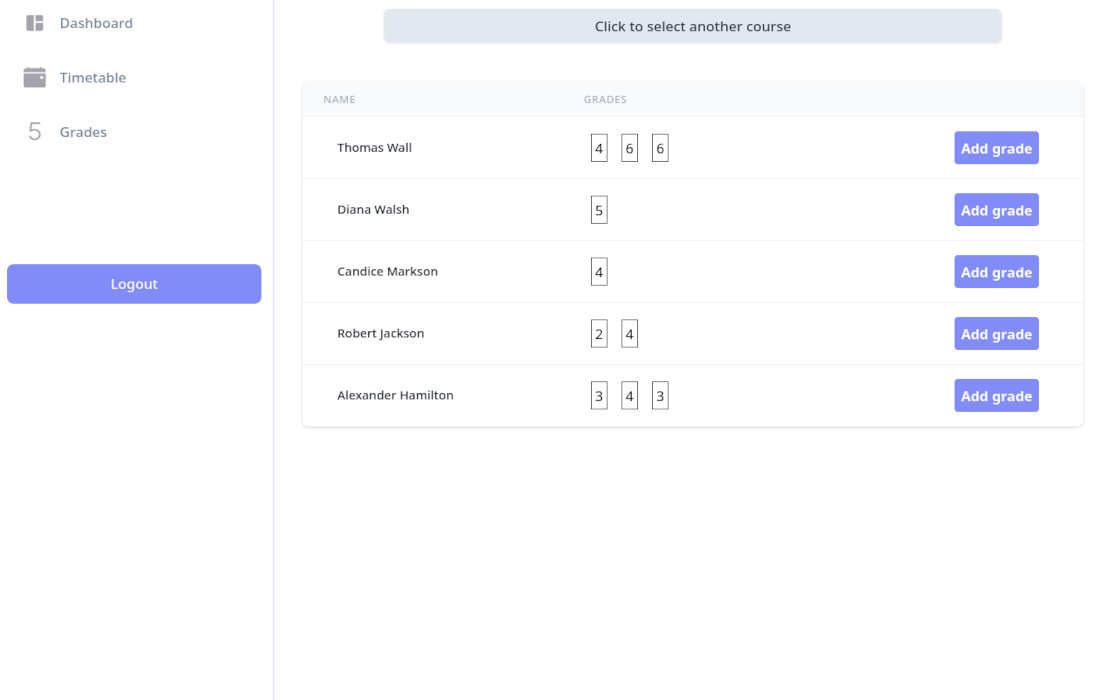 Dashboard
Timetable
5 Grades
Logout
Click to select another course
NAME GRADES
Thomas Wall 4 6 6 Add grade
Diana Walsh 5 Add grade
Candice Markson 4 Add grade
Robert Jackson 2 4 Add grade
Alexander Hamilton 3 4 3 Add grade